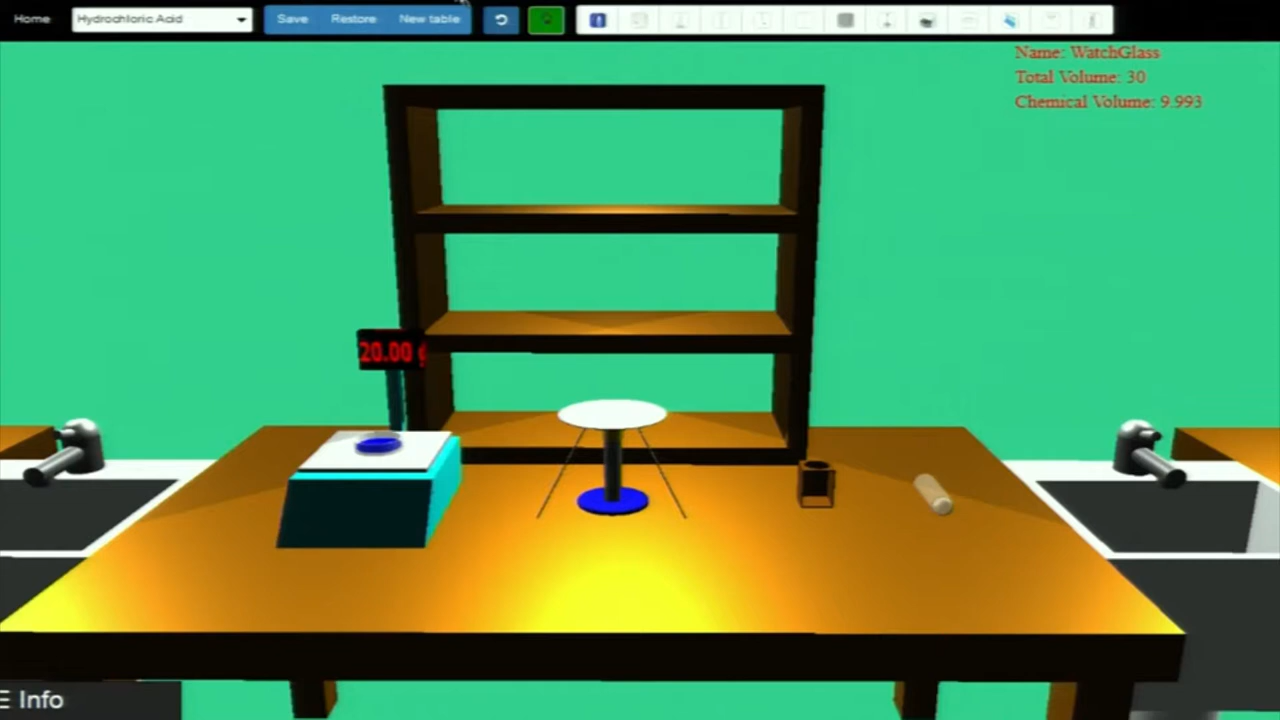 Home Hydrochloric Acid Save Restore New table
Name: WatchGlass
Total Volume: 30
Chemical Volume: 9.993
20.00
Info